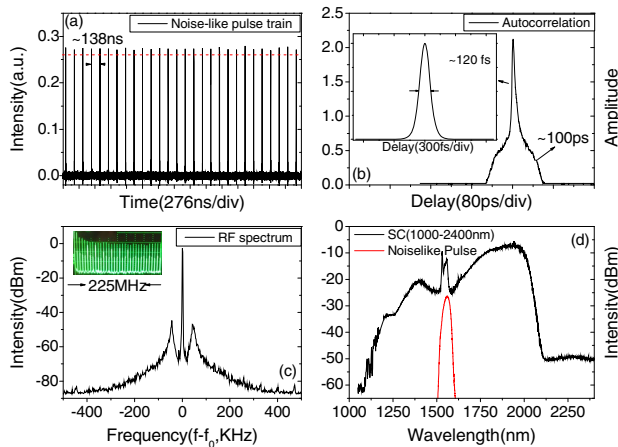 (a)
Noise-like pulse train
~138ns
0.3
0.2
0.1
0.0
Intensity(a.u.)
Time(276ns/div)
Autocorrelation
~120 fs
Delay(300fs/div)
~100ps
(b)
2.5
2.0
1.5
1.0
0.5
0.0
Amplitude
Delay(80ps/div)
RF spectrum
225MHz
(c)
0
-20
-40
-60
-80
Intensity(dBm)
-400 -200 0 200 400
Frequency(f-f₀,KHz)
SC(1000-2400nm)
Noiselike Pulse
(d)
0
-10
-20
-30
-40
-50
-60
Intensity(dBm)
1000 1250 1500 1750 2000 2250
Wavelength(nm)